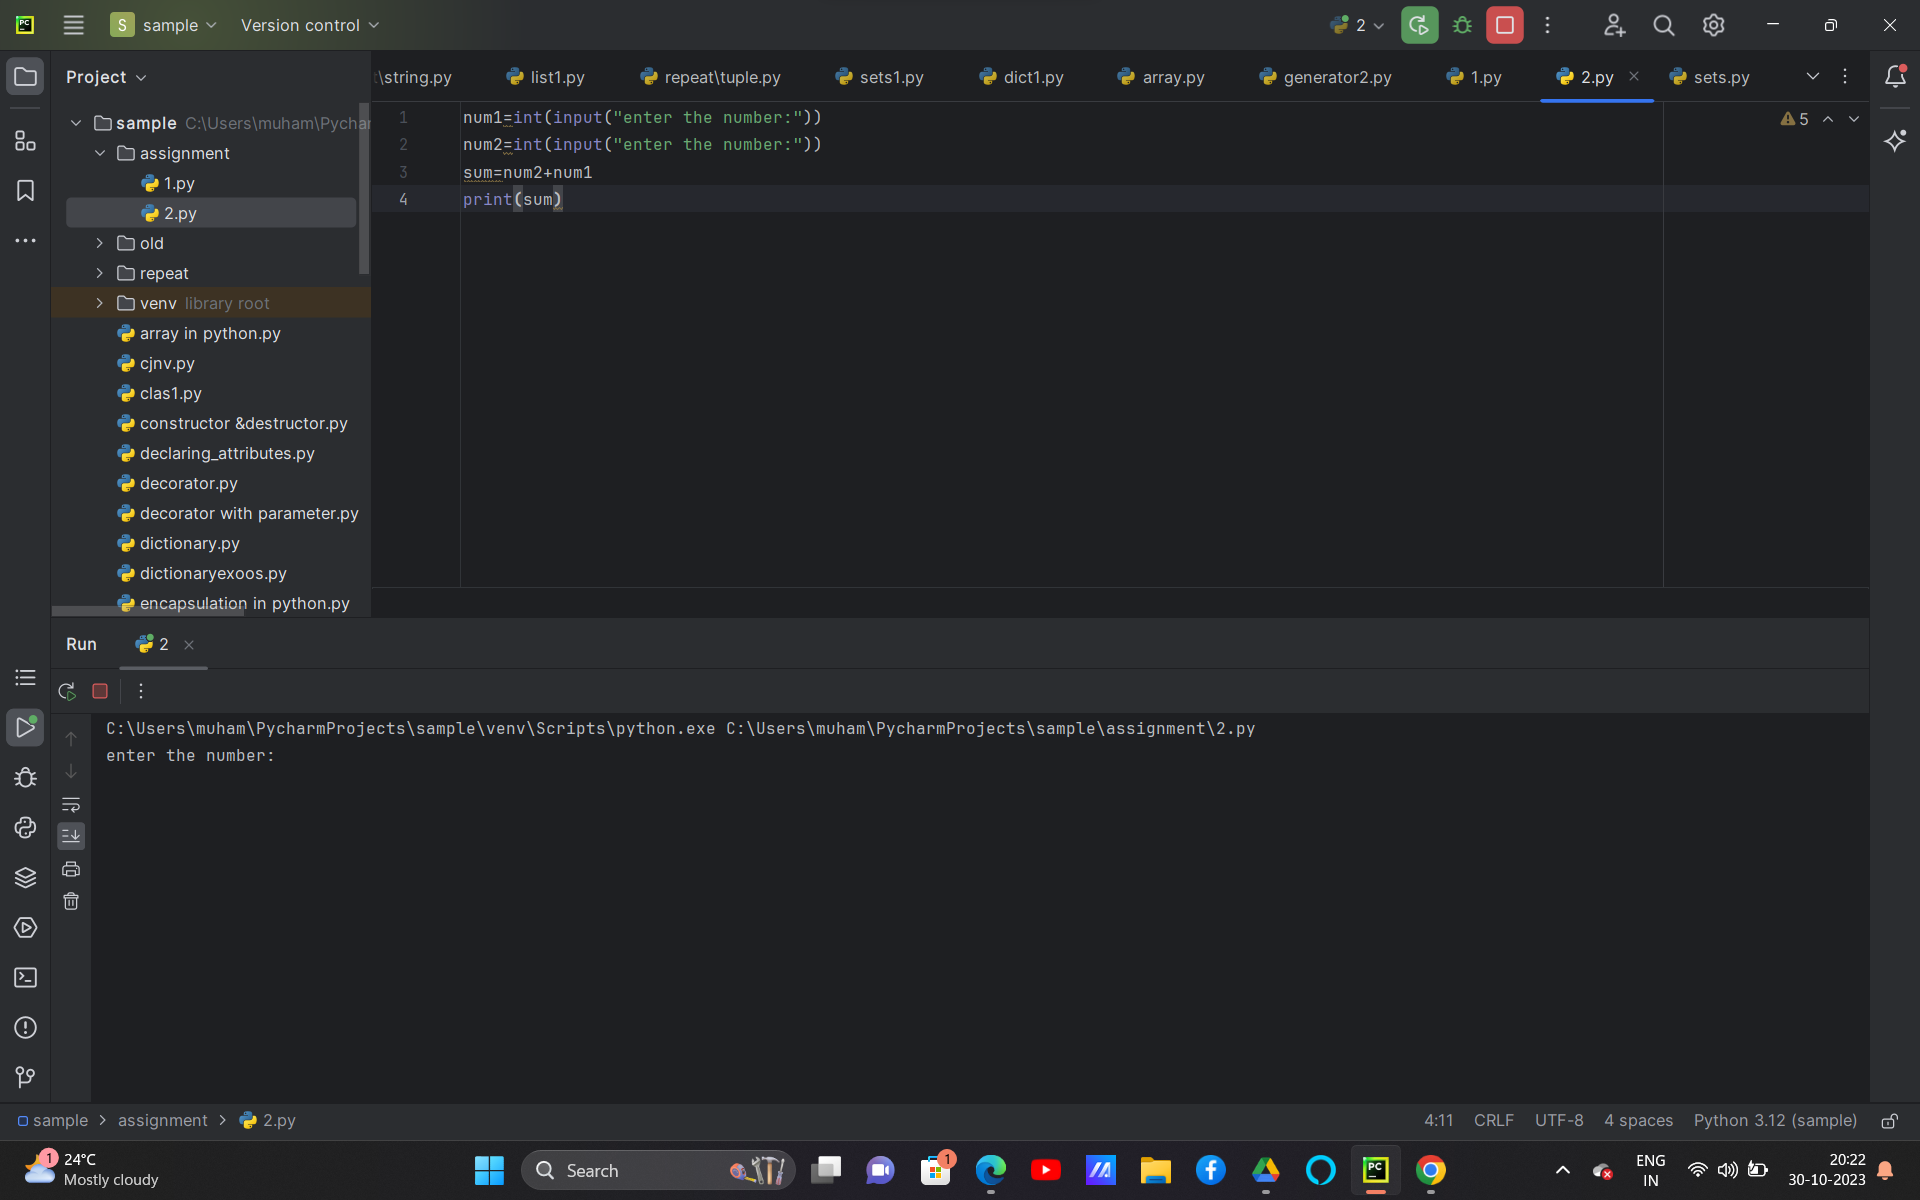 PC
S sample Version control 2
Project
t\string.py list1.py repeat\tuple.py sets1.py dict1.py array.py generator2.py 1.py 2.py sets.py
sample C:\Users\muham\Pychar
assignment
1.py
2.py
old
repeat
venv library root
array in python.py
cjnv.py
clas1.py
constructor &destructor.py
declaring_attributes.py
decorator.py
decorator with parameter.py
dictionary.py
dictionaryexoos.py
encapsulation in python.py
1 num1=int(input("enter the number:"))
2 num2=int(input("enter the number:"))
3 sum=num2+num1
4 print(sum)
5
Run 2
C:\Users\muham\PycharmProjects\sample\venv\Scripts\python.exe C:\Users\muham\PycharmProjects\sample\assignment\2.py
enter the number:
sample > assignment > 2.py 4:11 CRLF UTF-8 4 spaces Python 3.12 (sample)
1 24°C
Mostly cloudy
Search
1
PC
ENG
IN
20:22
30-10-2023